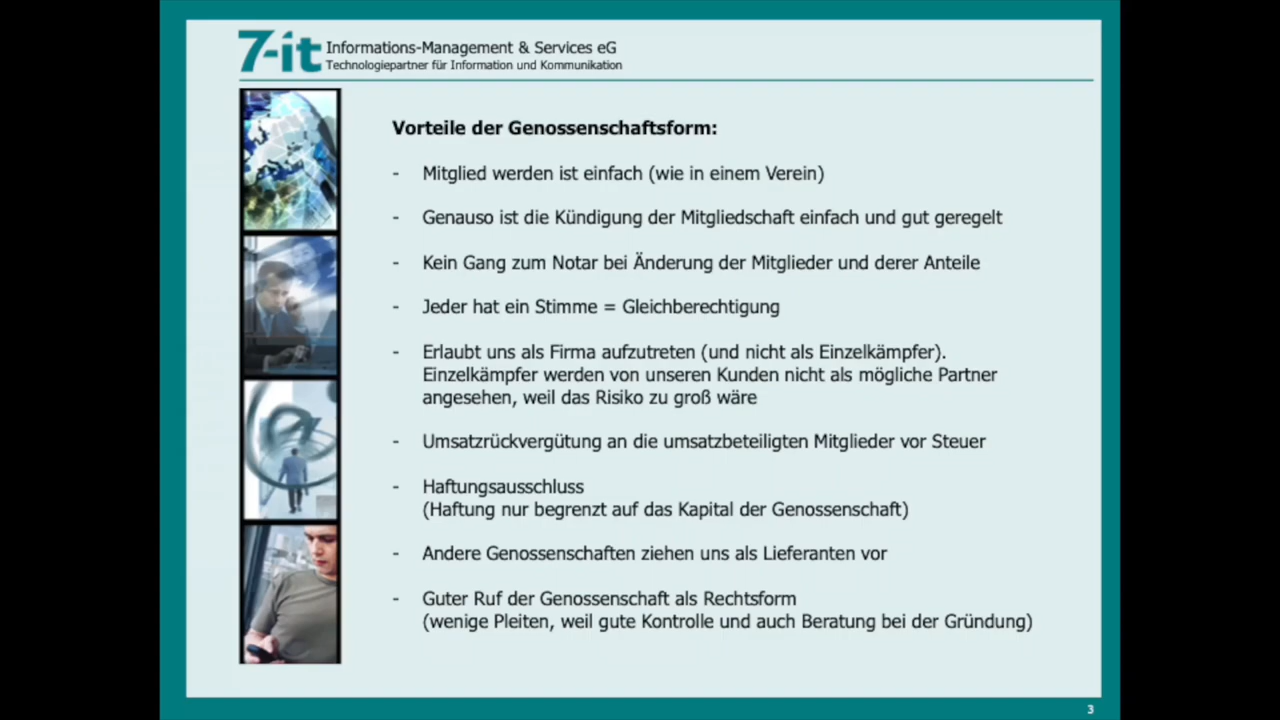 7-it Informations-Management & Services eG
Technologiepartner für Information und Kommunikation
Vorteile der Genossenschaftsform:
- Mitglied werden ist einfach (wie in einem Verein)
- Genauso ist die Kündigung der Mitgliedschaft einfach und gut geregelt
- Kein Gang zum Notar bei Änderung der Mitglieder und derer Anteile
- Jeder hat ein Stimme = Gleichberechtigung
- Erlaubt uns als Firma aufzutreten (und nicht als Einzelkämpfer).
Einzelkämpfer werden von unseren Kunden nicht als mögliche Partner
angesehen, weil das Risiko zu groß wäre
- Umsatzrückvergütung an die umsatzbeteiligten Mitglieder vor Steuer
- Haftungsausschluss
(Haftung nur begrenzt auf das Kapital der Genossenschaft)
- Andere Genossenschaften ziehen uns als Lieferanten vor
- Guter Ruf der Genossenschaft als Rechtsform
(wenige Pleiten, weil gute Kontrolle und auch Beratung bei der Gründung)
3